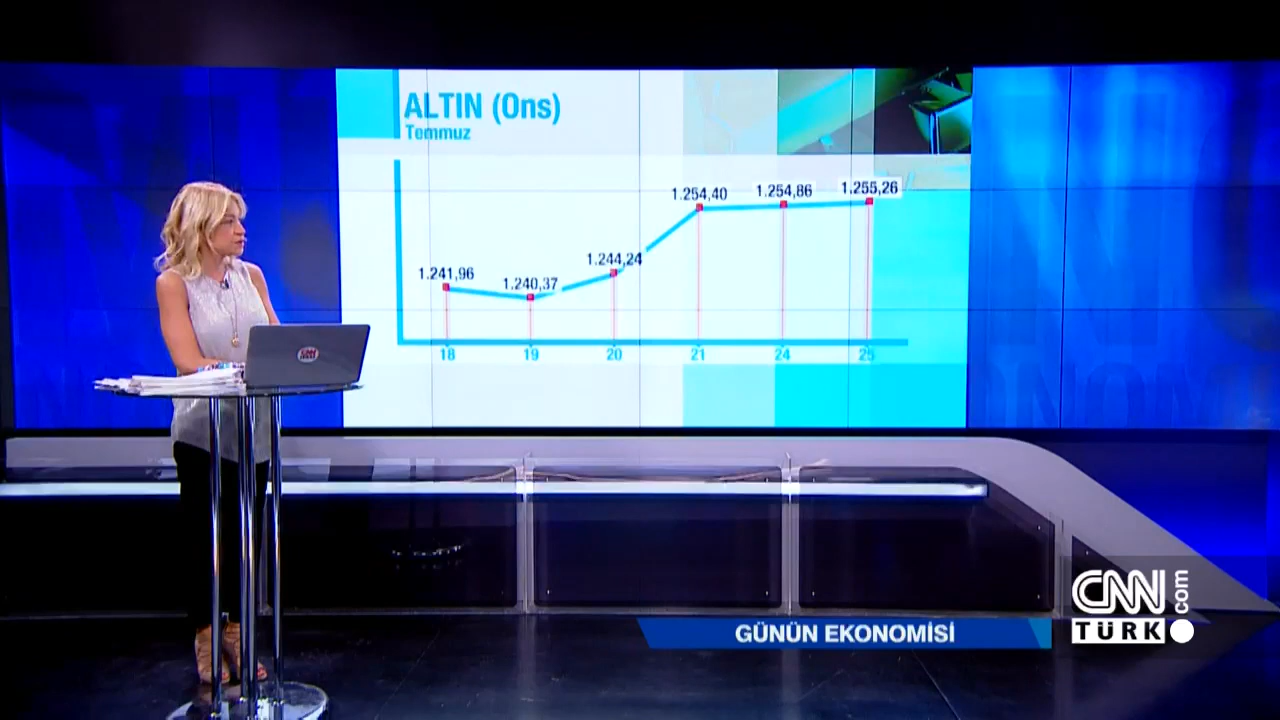 ALTIN (Ons)
Temmuz
1.241,96
1.240,37
1.244,24
1.254,40
1.254,86
1.255,26
18 19 20 21 24 25
GÜNÜN EKONOMİSİ
CNN
TÜRK
.com